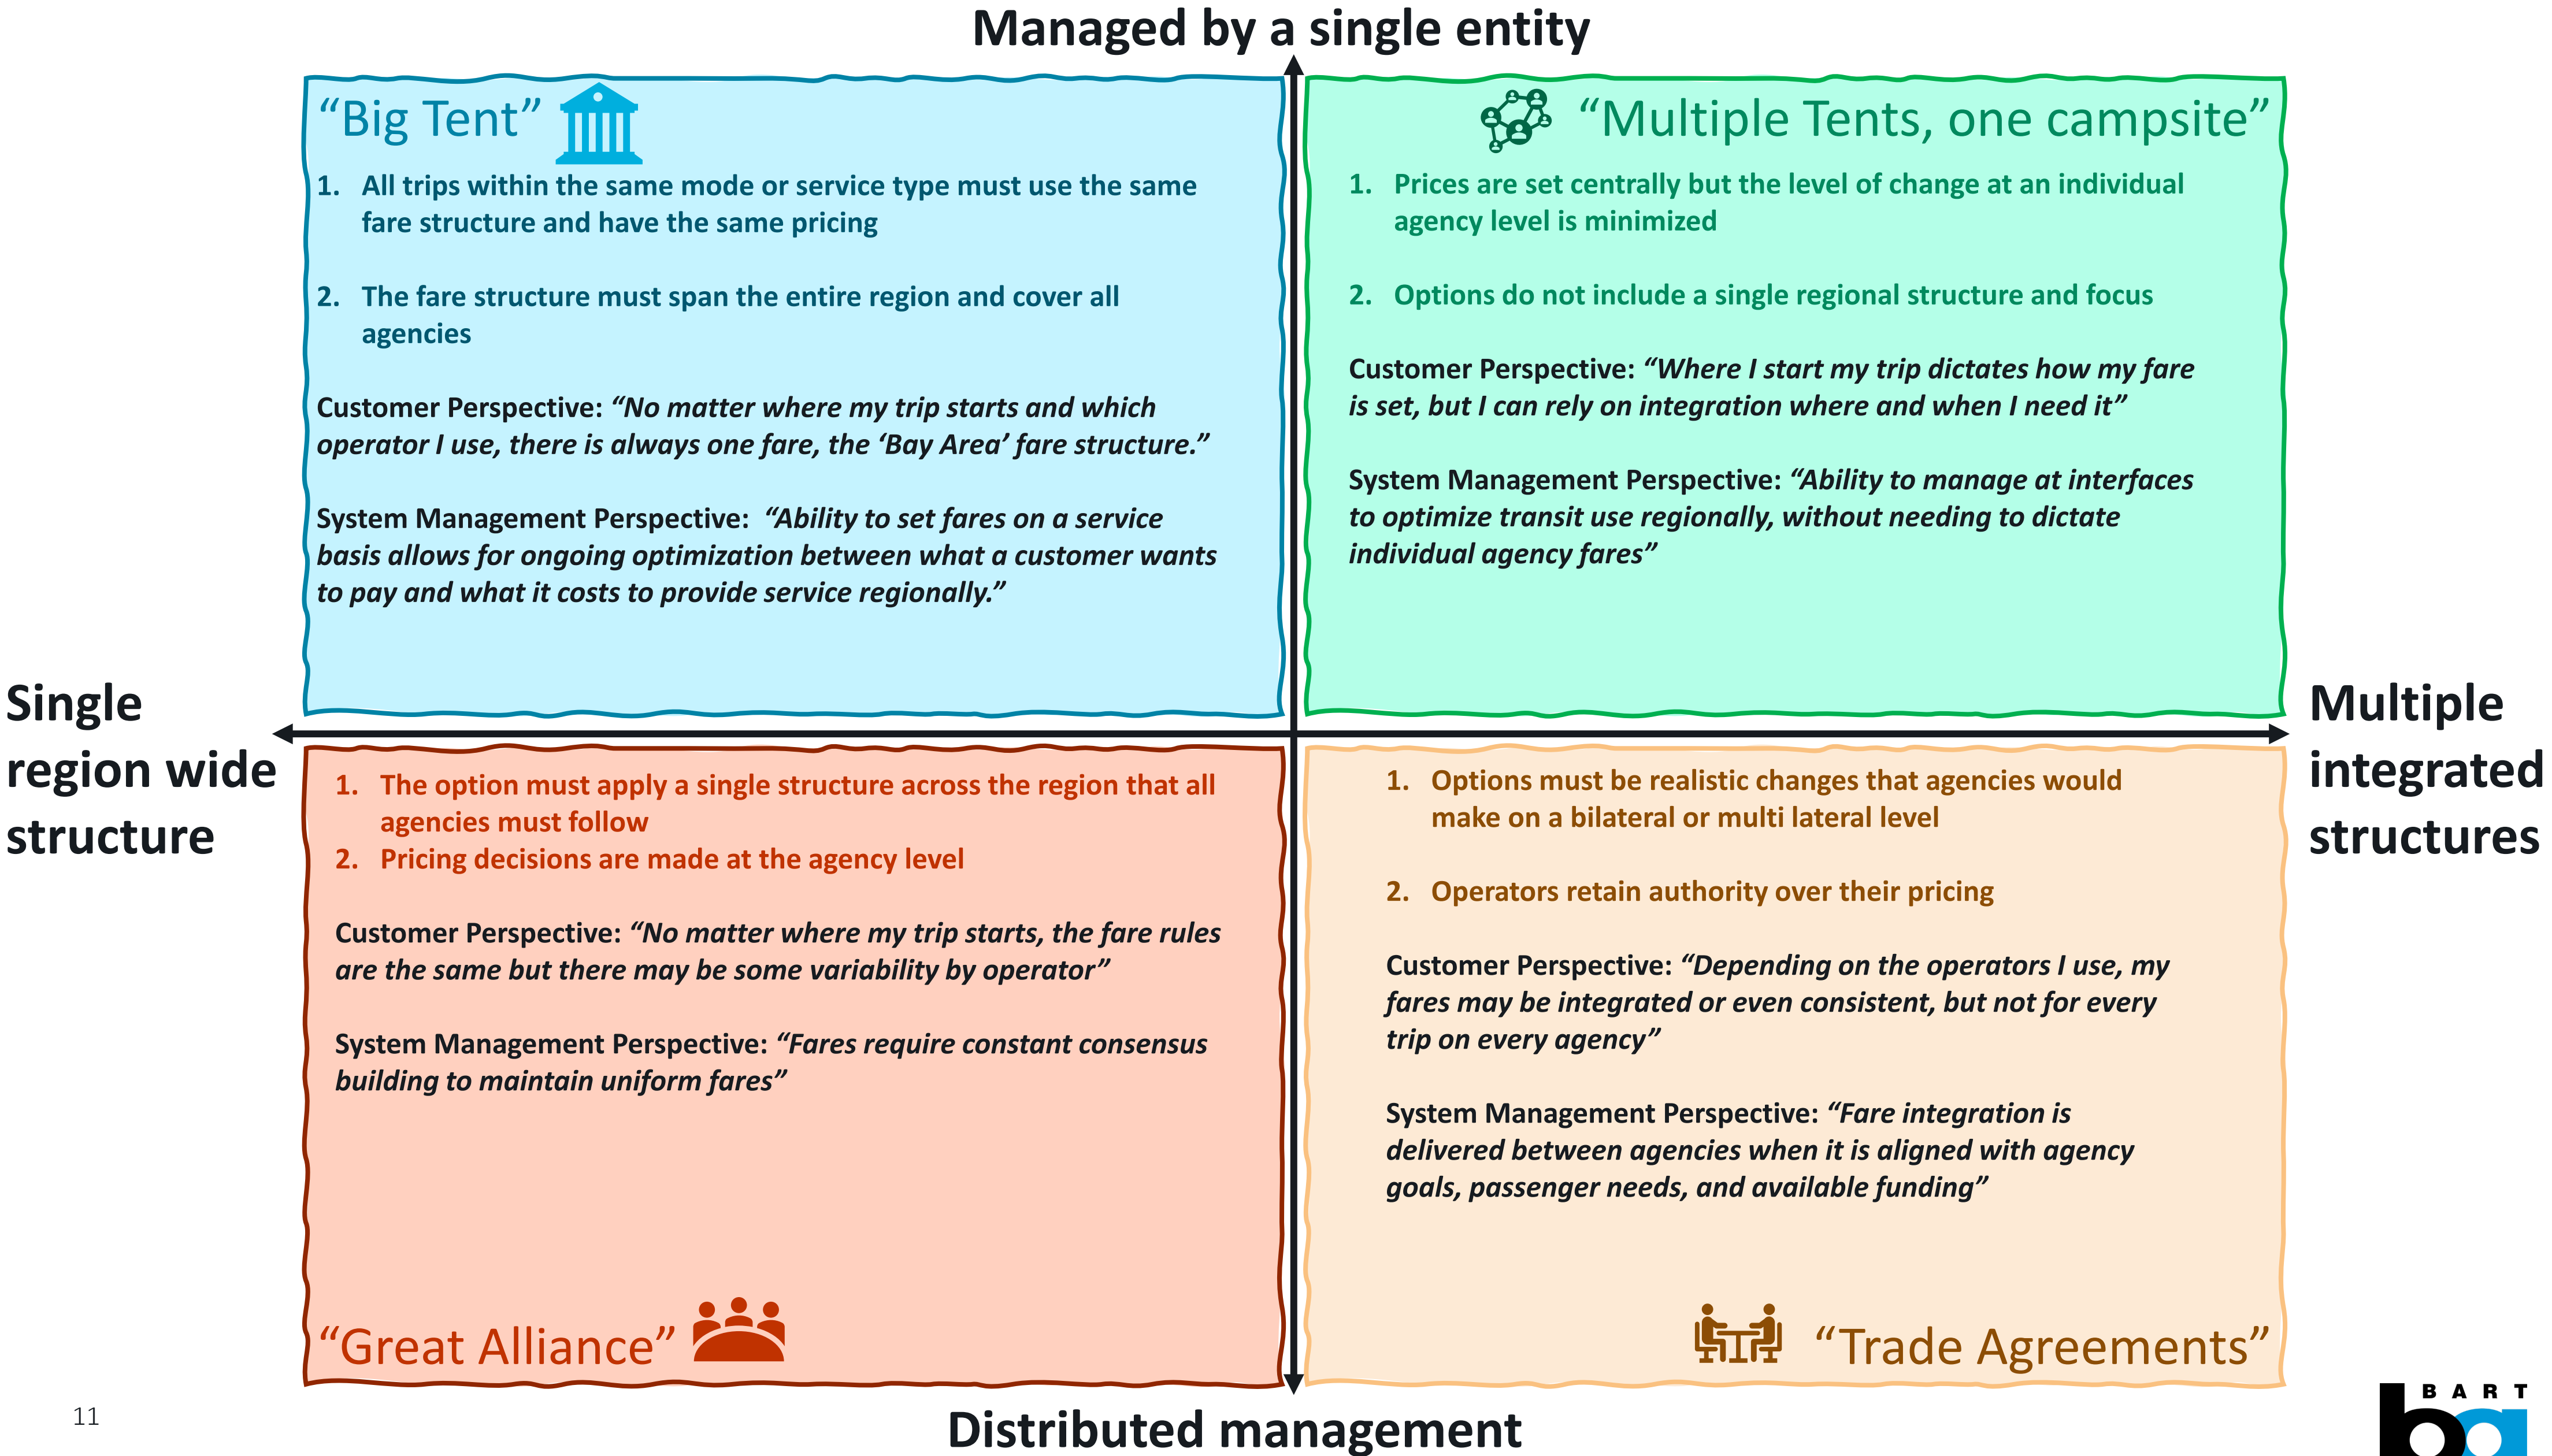 Managed by a single entity
“Big Tent”
1. All trips within the same mode or service type must use the same
fare structure and have the same pricing
2. The fare structure must span the entire region and cover all
agencies
Customer Perspective: “No matter where my trip starts and which
operator I use, there is always one fare, the ‘Bay Area’ fare structure.”
System Management Perspective: “Ability to set fares on a service
basis allows for ongoing optimization between what a customer wants
to pay and what it costs to provide service regionally.”
“Multiple Tents, one campsite”
1. Prices are set centrally but the level of change at an individual
agency level is minimized
2. Options do not include a single regional structure and focus
Customer Perspective: “Where I start my trip dictates how my fare
is set, but I can rely on integration where and when I need it”
System Management Perspective: “Ability to manage at interfaces
to optimize transit use regionally, without needing to dictate
individual agency fares”
Single
region wide
structure
Multiple
integrated
structures
1. The option must apply a single structure across the region that all
agencies must follow
2. Pricing decisions are made at the agency level
Customer Perspective: “No matter where my trip starts, the fare rules
are the same but there may be some variability by operator”
System Management Perspective: “Fares require constant consensus
building to maintain uniform fares”
“Great Alliance”
1. Options must be realistic changes that agencies would
make on a bilateral or multi lateral level
2. Operators retain authority over their pricing
Customer Perspective: “Depending on the operators I use, my
fares may be integrated or even consistent, but not for every
trip on every agency”
System Management Perspective: “Fare integration is
delivered between agencies when it is aligned with agency
goals, passenger needs, and available funding”
“Trade Agreements”
11
Distributed management
BART
ba